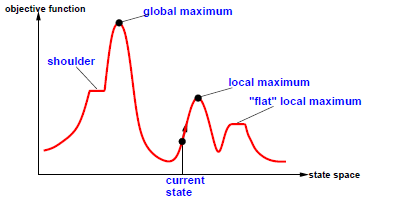 objective function
global maximum
shoulder
local maximum
"flat" local maximum
current
state
state space